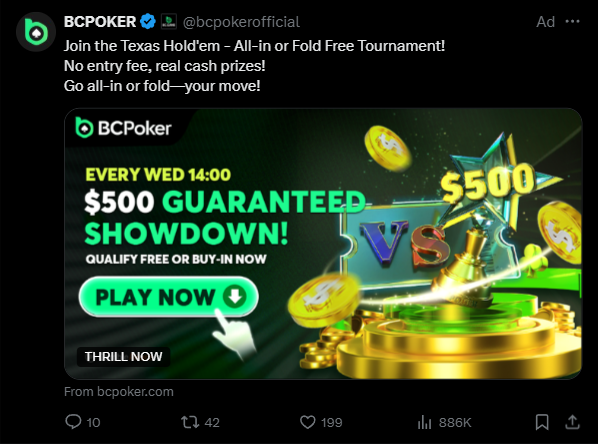 BCPOKER @bcpokerofficial Ad
Join the Texas Hold'em - All-in or Fold Free Tournament!
No entry fee, real cash prizes!
Go all-in or fold—your move!
BCPoker
EVERY WED 14:00
$500 GUARANTEED
SHOWDOWN!
QUALIFY FREE OR BUY-IN NOW
PLAY NOW
$500
VS
THRILL NOW
From bcpoker.com
10 42 199 886K